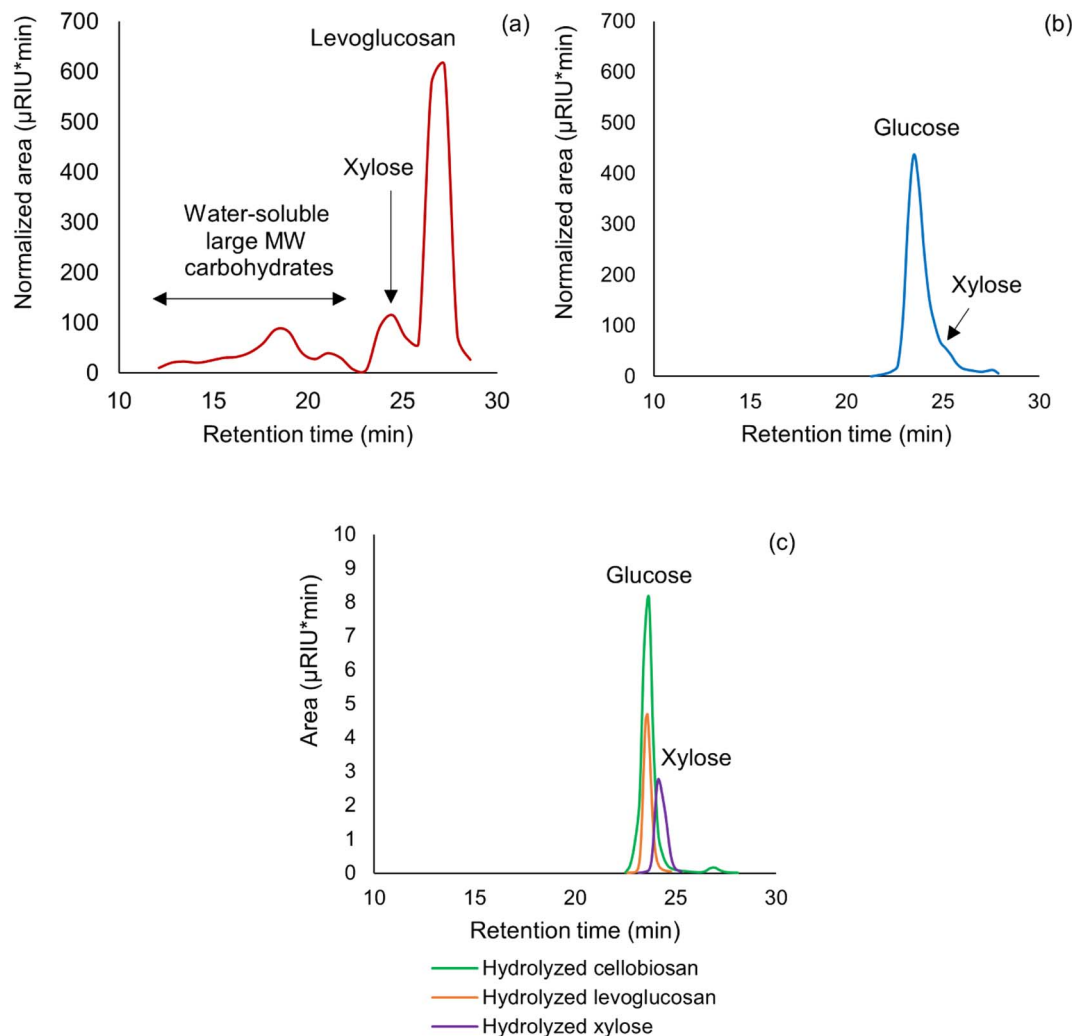 (a)
Normalized area (µRIU*min)
700
600
500
400
300
200
100
0
Levoglucosan
Xylose
Water-soluble
large MW
carbohydrates
10 15 20 25 30
Retention time (min)
(b)
Normalized area (µRIU*min)
700
600
500
400
300
200
100
0
Glucose
Xylose
10 15 20 25 30
Retention time (min)
(c)
Area (µRIU*min)
10
9
8
7
6
5
4
3
2
1
0
Glucose
Xylose
10 15 20 25 30
Retention time (min)
Hydrolyzed cellobiosan
Hydrolyzed levoglucosan
Hydrolyzed xylose